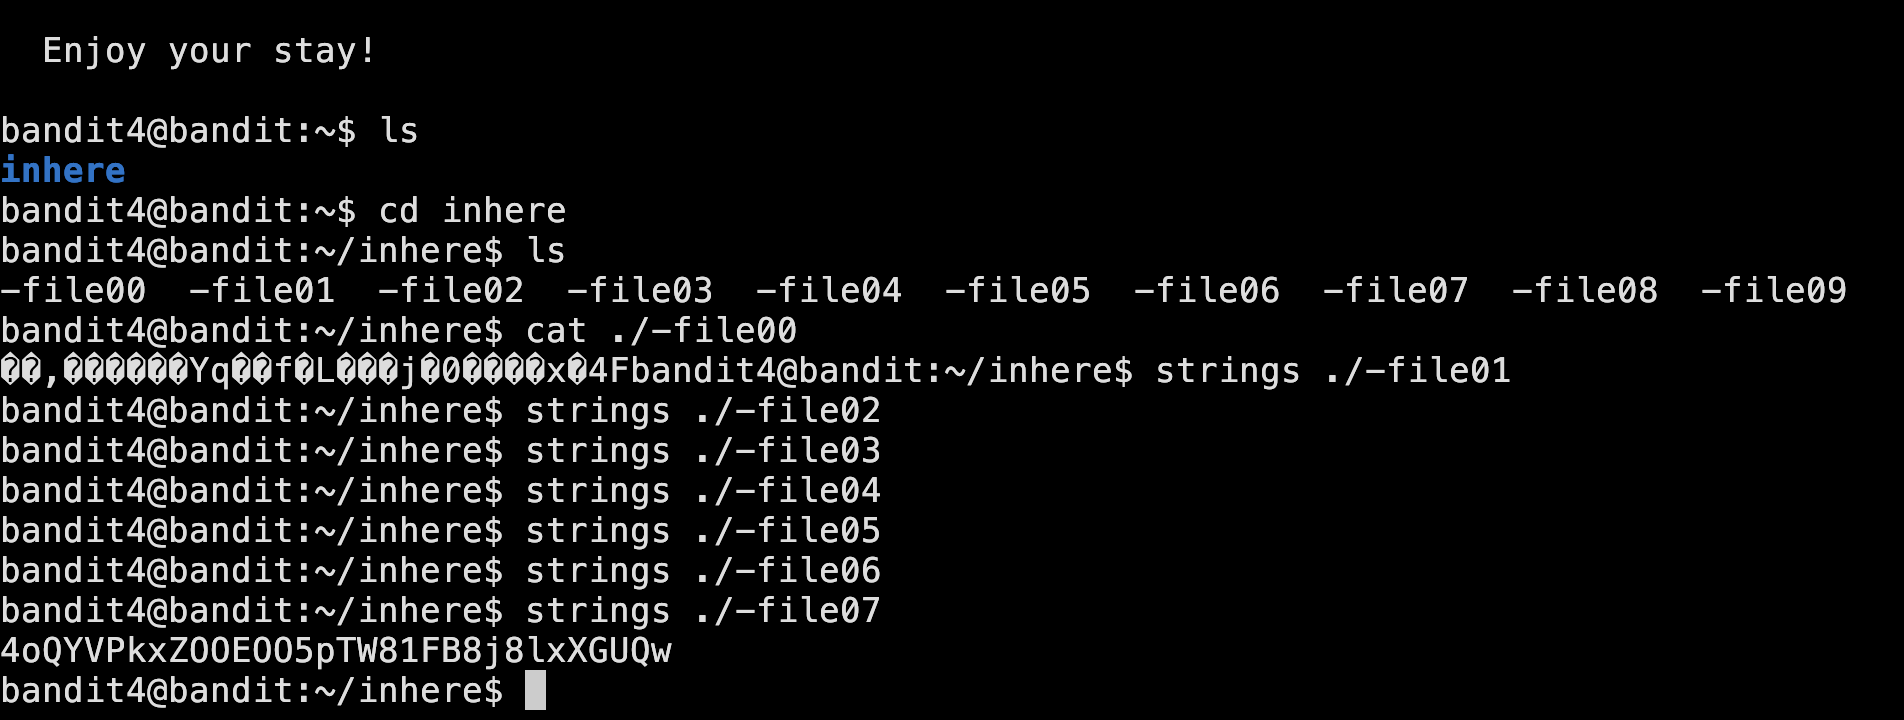 Enjoy your stay!
bandit4@bandit:~$ ls
inhere
bandit4@bandit:~$ cd inhere
bandit4@bandit:~/inhere$ ls
-file00  -file01  -file02  -file03  -file04  -file05  -file06  -file07  -file08  -file09
bandit4@bandit:~/inhere$ cat ./-file00
��,������Yq��f�L���j�0����x�4Fbandit4@bandit:~/inhere$ strings ./-file01
bandit4@bandit:~/inhere$ strings ./-file02
bandit4@bandit:~/inhere$ strings ./-file03
bandit4@bandit:~/inhere$ strings ./-file04
bandit4@bandit:~/inhere$ strings ./-file05
bandit4@bandit:~/inhere$ strings ./-file06
bandit4@bandit:~/inhere$ strings ./-file07
4oQYVPkxZOOEOO5pTW81FB8j8lxXGUQw
bandit4@bandit:~/inhere$